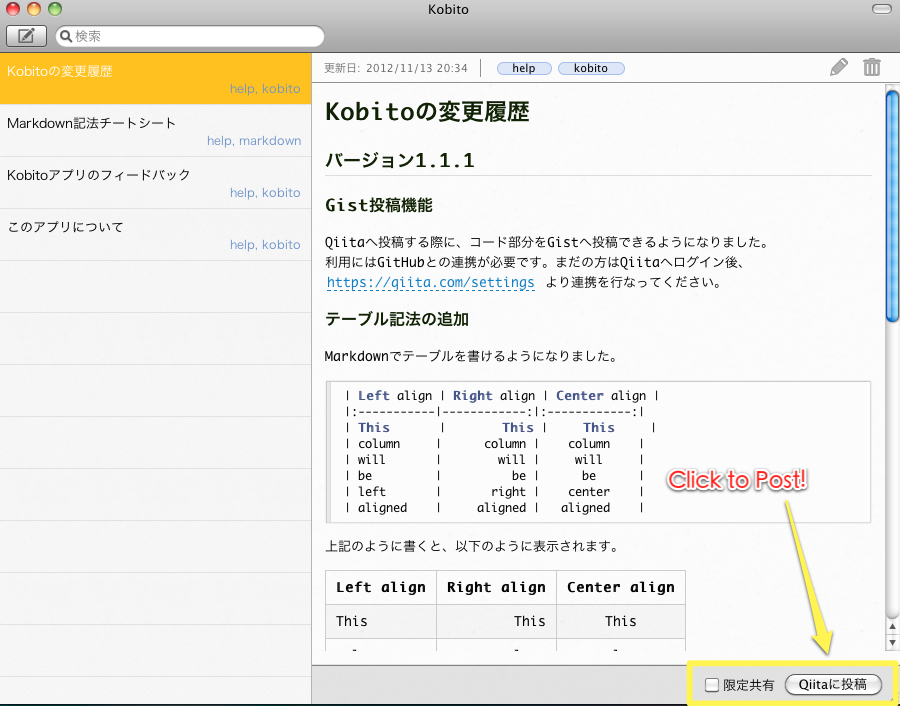 Kobito
検索
Kobitoの変更履歴
help, kobito
Markdown記法チートシート
help, markdown
Kobitoアプリのフィードバック
help, kobito
このアプリについて
help, kobito
更新日: 2012/11/13 20:34 help kobito
Kobitoの変更履歴
バージョン1.1.1
Gist投稿機能
Qiitaへ投稿する際に、コード部分をGistへ投稿できるようになりました。
利用にはGitHubとの連携が必要です。まだの方はQiitaへログイン後、
https://qiita.com/settings より連携を行なってください。
テーブル記法の追加
Markdownでテーブルを書けるようになりました。
| Left align | Right align | Center align |
|:-----------|------------:|:------------:|
| This       |        This |     This     |
| column     |      column |    column    |
| will       |        will |     will     |
| be         |          be |      be      |
| left       |       right |    center    |
| aligned    |     aligned |   aligned    |
Click to Post!
上記のように書くと、以下のように表示されます。
Left align Right align Center align
This This This
限定共有 Qiitaに投稿